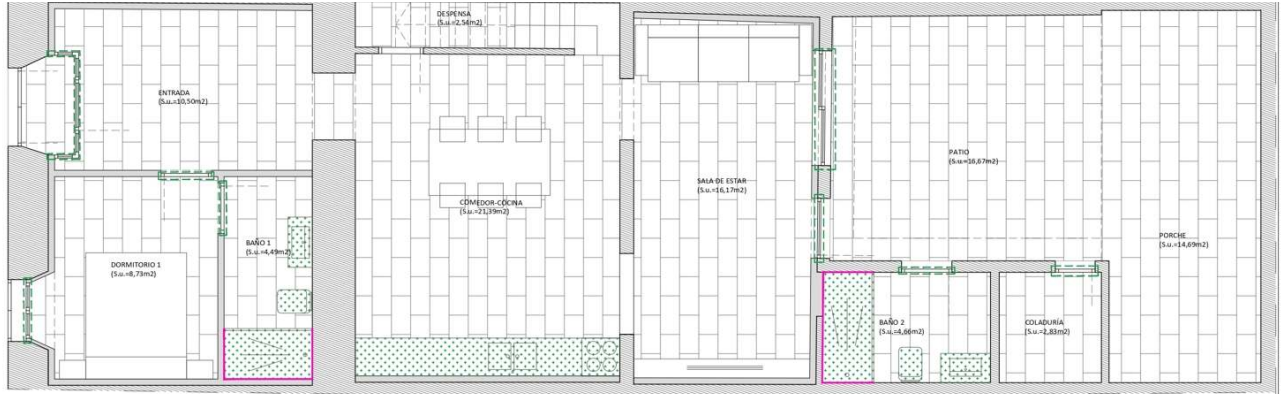 DESPENSA
(S.u.=2,54m2)
ENTRADA
(S.u.=10,50m2)
PATIO
(S.u.=16,67m2)
SALA DE ESTAR
(S.u.=16,17m2)
COMEDOR-COCINA
(S.u.=21,39m2)
PORCHE
(S.u.=14,69m2)
BAÑO 1
(S.u.=4,49m2)
DORMITORIO 1
(S.u.=8,73m2)
BAÑO 2
(S.u.=4,66m2)
COLADURÍA
(S.u.=2,83m2)